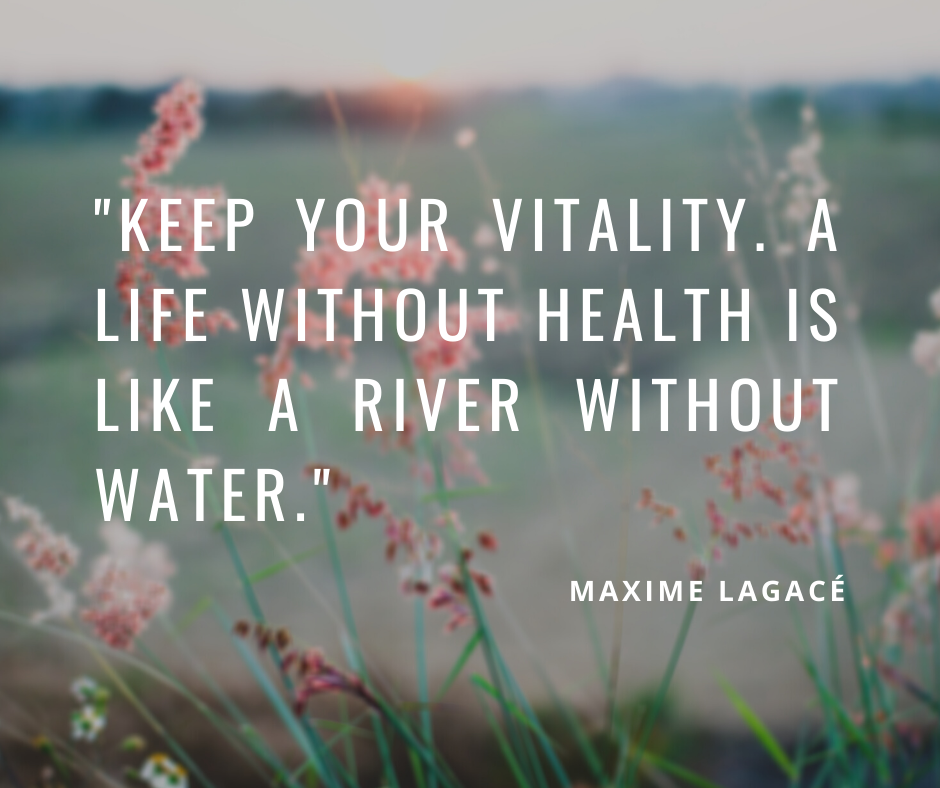 "KEEP YOUR VITALITY. A
LIFE WITHOUT HEALTH IS
LIKE A RIVER WITHOUT
WATER."
MAXIME LAGACÉ